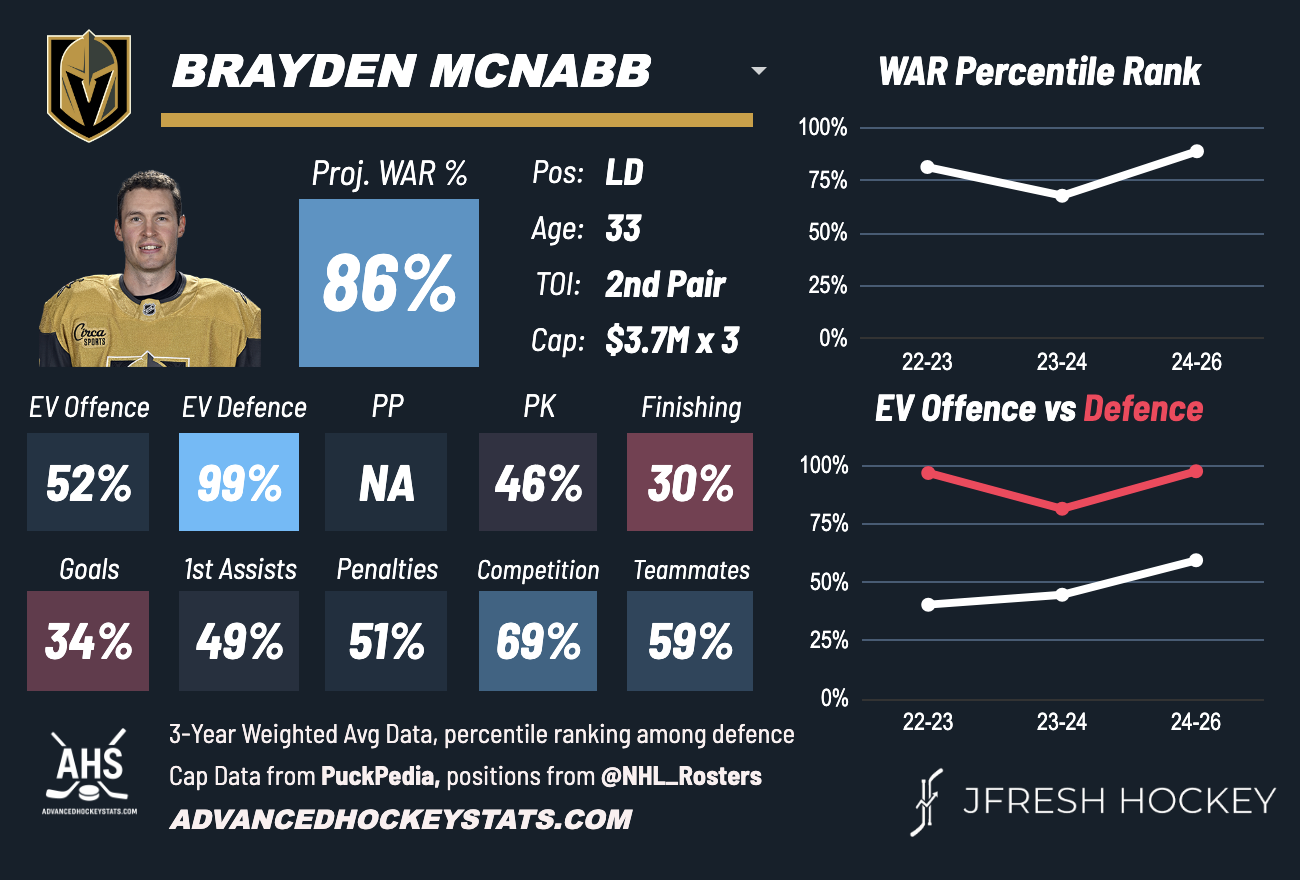 BRAYDEN MCNABB
Proj. WAR %
86%
Pos: LD
Age: 33
TOI: 2nd Pair
Cap: $3.7M x 3
Circa
SPORTS
EV Offence EV Defence PP PK Finishing
52% 99% NA 46% 30%
Goals 1st Assists Penalties Competition Teammates
34% 49% 51% 69% 59%
WAR Percentile Rank
100%
75%
50%
25%
0%
22-23 23-24 24-26
EV Offence vs Defence
100%
75%
50%
25%
0%
22-23 23-24 24-26
AHS
ADVANCEDHOCKEYSTATS.COM
3-Year Weighted Avg Data, percentile ranking among defence
Cap Data from PuckPedia, positions from @NHL_Rosters
ADVANCEDHOCKEYSTATS.COM
JFRESH HOCKEY